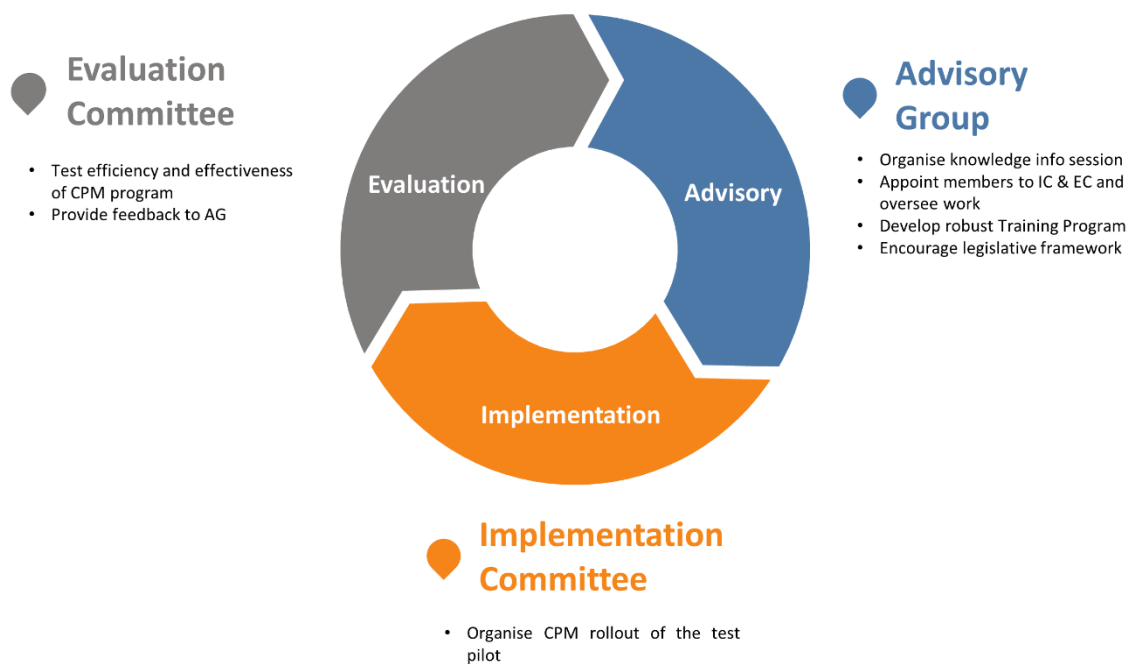 Evaluation
Committee
• Test efficiency and effectiveness
of CPM program
• Provide feedback to AG
Evaluation
Advisory
Implementation
Advisory
Group
• Organise knowledge info session
• Appoint members to IC & EC and
oversee work
• Develop robust Training Program
• Encourage legislative framework
Implementation
Committee
• Organise CPM rollout of the test
pilot